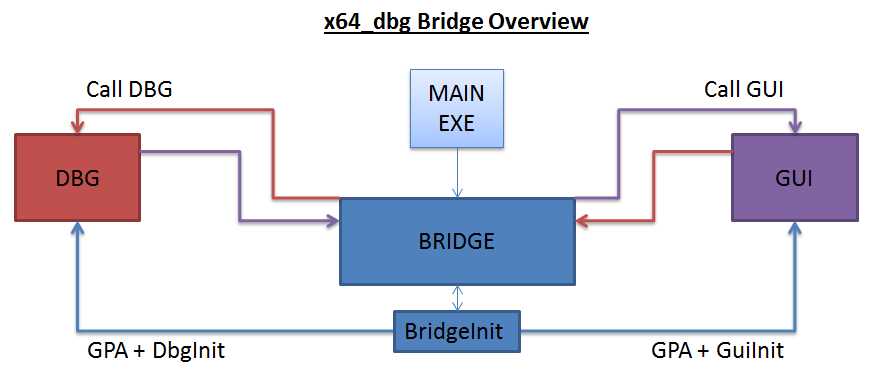 x64_dbg Bridge Overview
Call DBG
MAIN
EXE
Call GUI
DBG
GUI
BRIDGE
BridgeInit
GPA + DbgInit
GPA + GuiInit